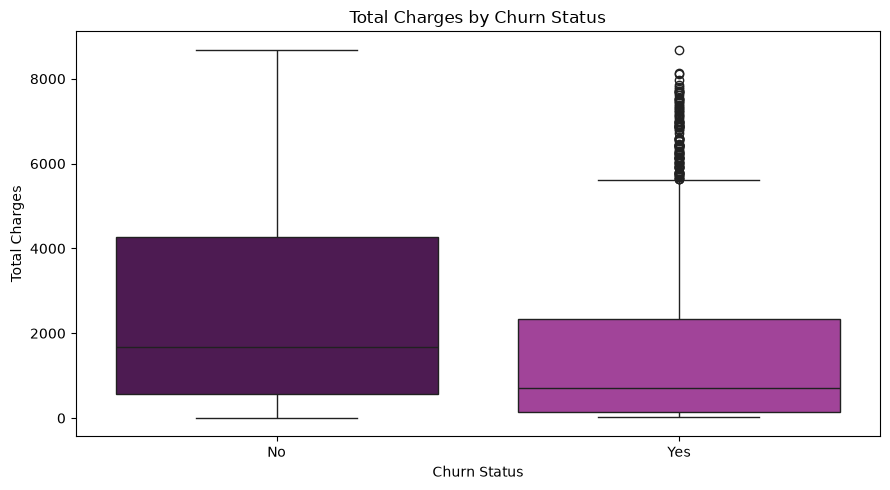 Total Charges by Churn Status
Total Charges
8000
6000
4000
2000
0
No
Yes
Churn Status